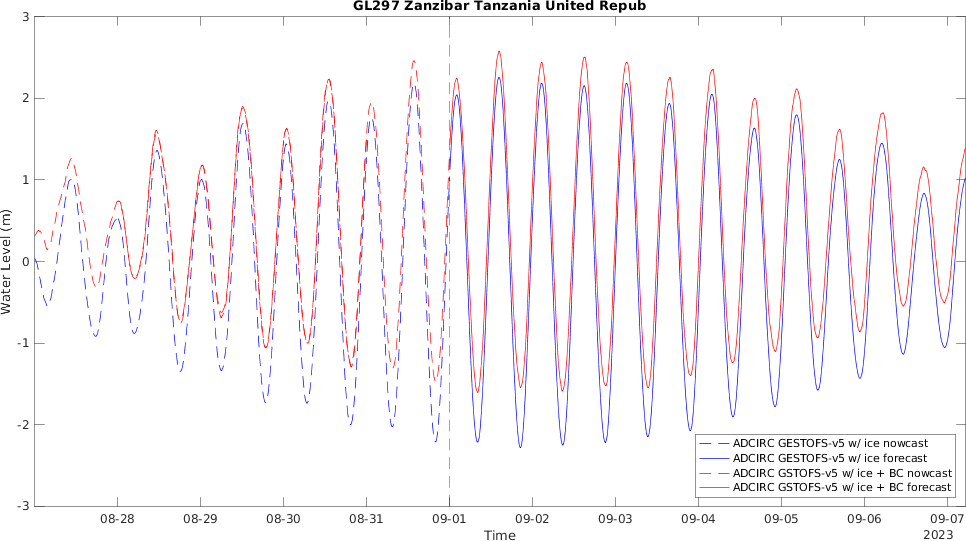 GL297 Zanzibar Tanzania United Repub
3
2
1
0
-1
-2
-3
Water Level (m)
08-28
08-29
08-30
08-31
09-01
09-02
09-03
09-04
09-05
09-06
09-07
2023
Time
ADCIRC GESTOFS-v5 w/ ice nowcast
ADCIRC GESTOFS-v5 w/ ice forecast
ADCIRC GSTOFS-v5 w/ ice + BC nowcast
ADCIRC GSTOFS-v5 w/ ice + BC forecast